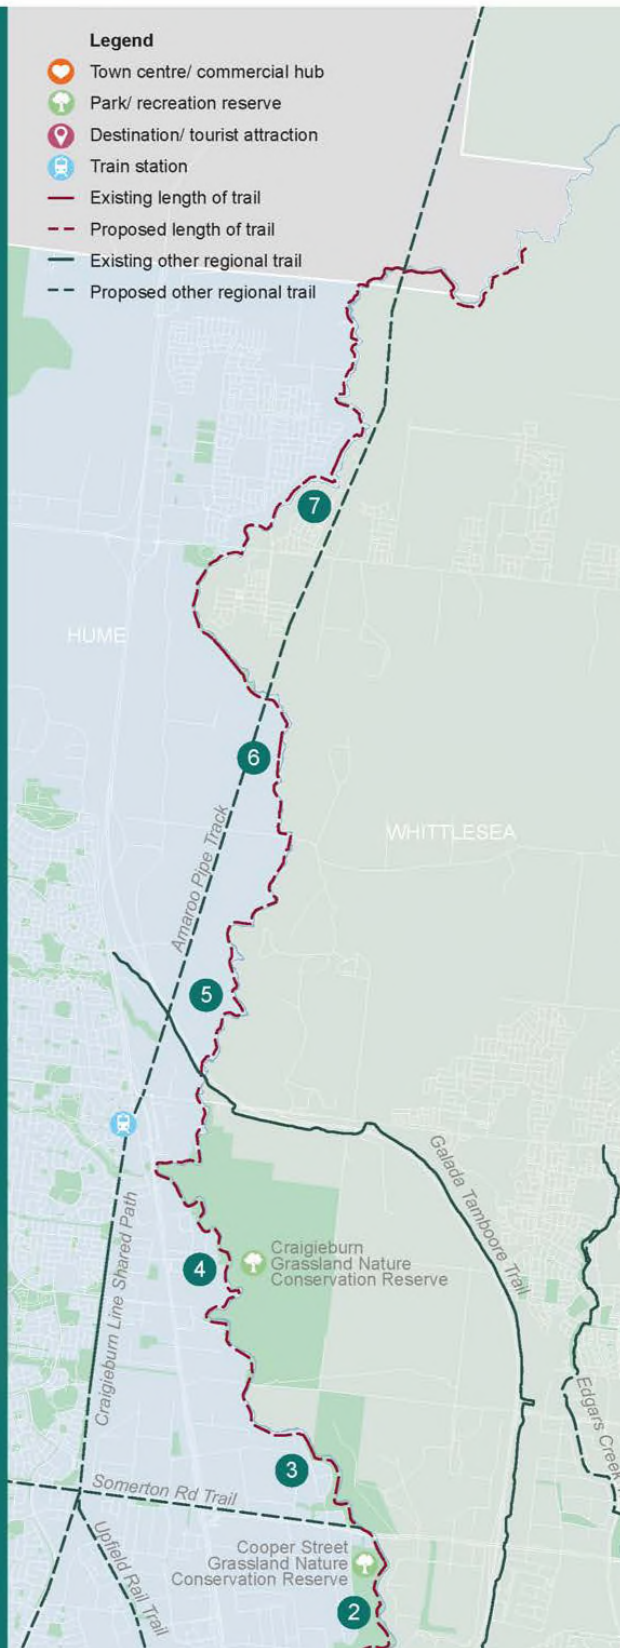 Legend
Town centre/ commercial hub
Park/ recreation reserve
Destination/ tourist attraction
Train station
Existing length of trail
Proposed length of trail
Existing other regional trail
Proposed other regional trail
7
HUME
6
WHITTLESEA
Amaroo Pipe Track
5
Galada Tamboore Trail
Craigieburn Line Shared Path
Craigieburn
Grassland Nature
Conservation Reserve
4
Edgars Creek
3
Somerton Rd Trail
Upfield Rail Trail
Cooper Street
Grassland Nature
Conservation Reserve
2